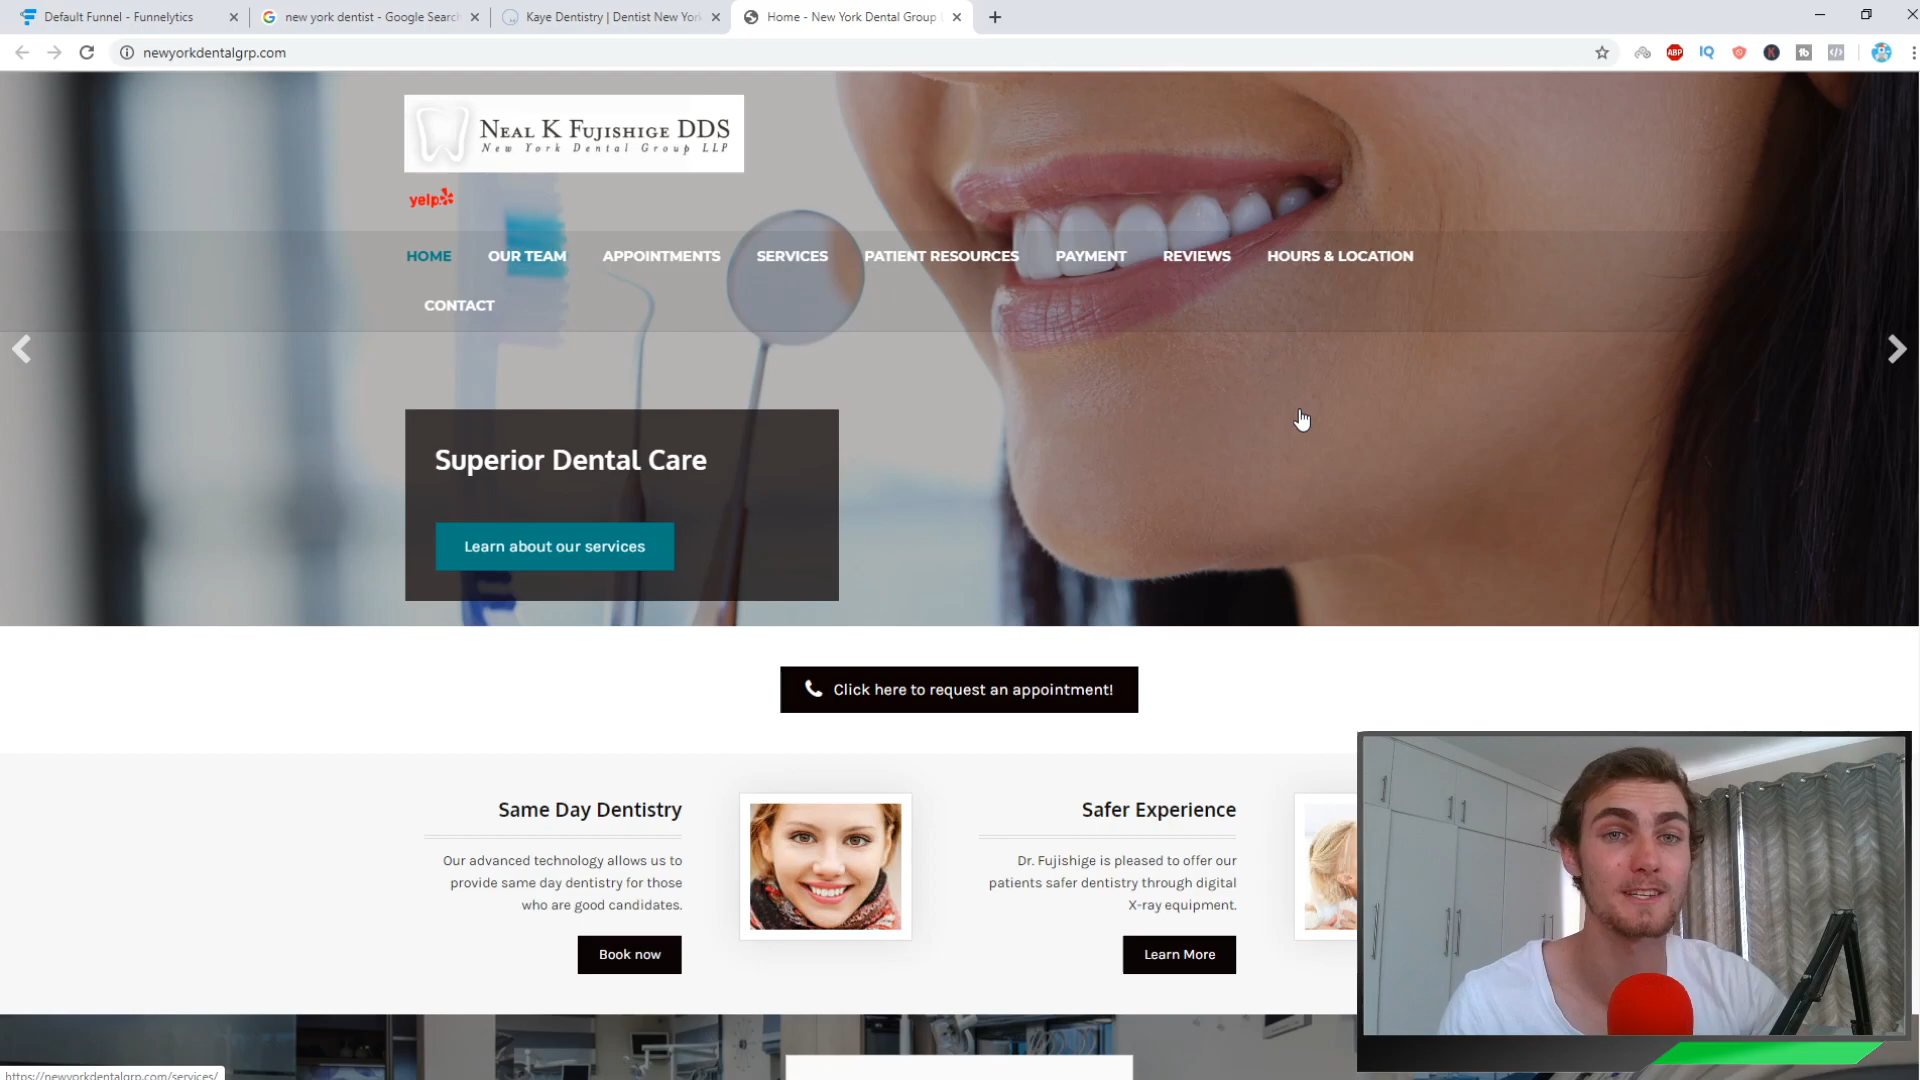 Default Funnel - Funnelytics
new york dentist - Google Search
Kaye Dentistry | Dentist New York
Home - New York Dental Group
newyorkdentalgrp.com
ABP
IQ
K
NEAL K FUJISHIGE DDS
New York Dental Group LLP
yelp
HOME OUR TEAM APPOINTMENTS SERVICES PATIENT RESOURCES PAYMENT REVIEWS HOURS & LOCATION
CONTACT
Superior Dental Care
Learn about our services
Click here to request an appointment!
Same Day Dentistry
Our advanced technology allows us to
provide same day dentistry for those
who are good candidates.
Book now
Safer Experience
Dr. Fujishige is pleased to offer our
patients safer dentistry through digital
X-ray equipment.
Learn More
https://newyorkdentalgrp.com/services/